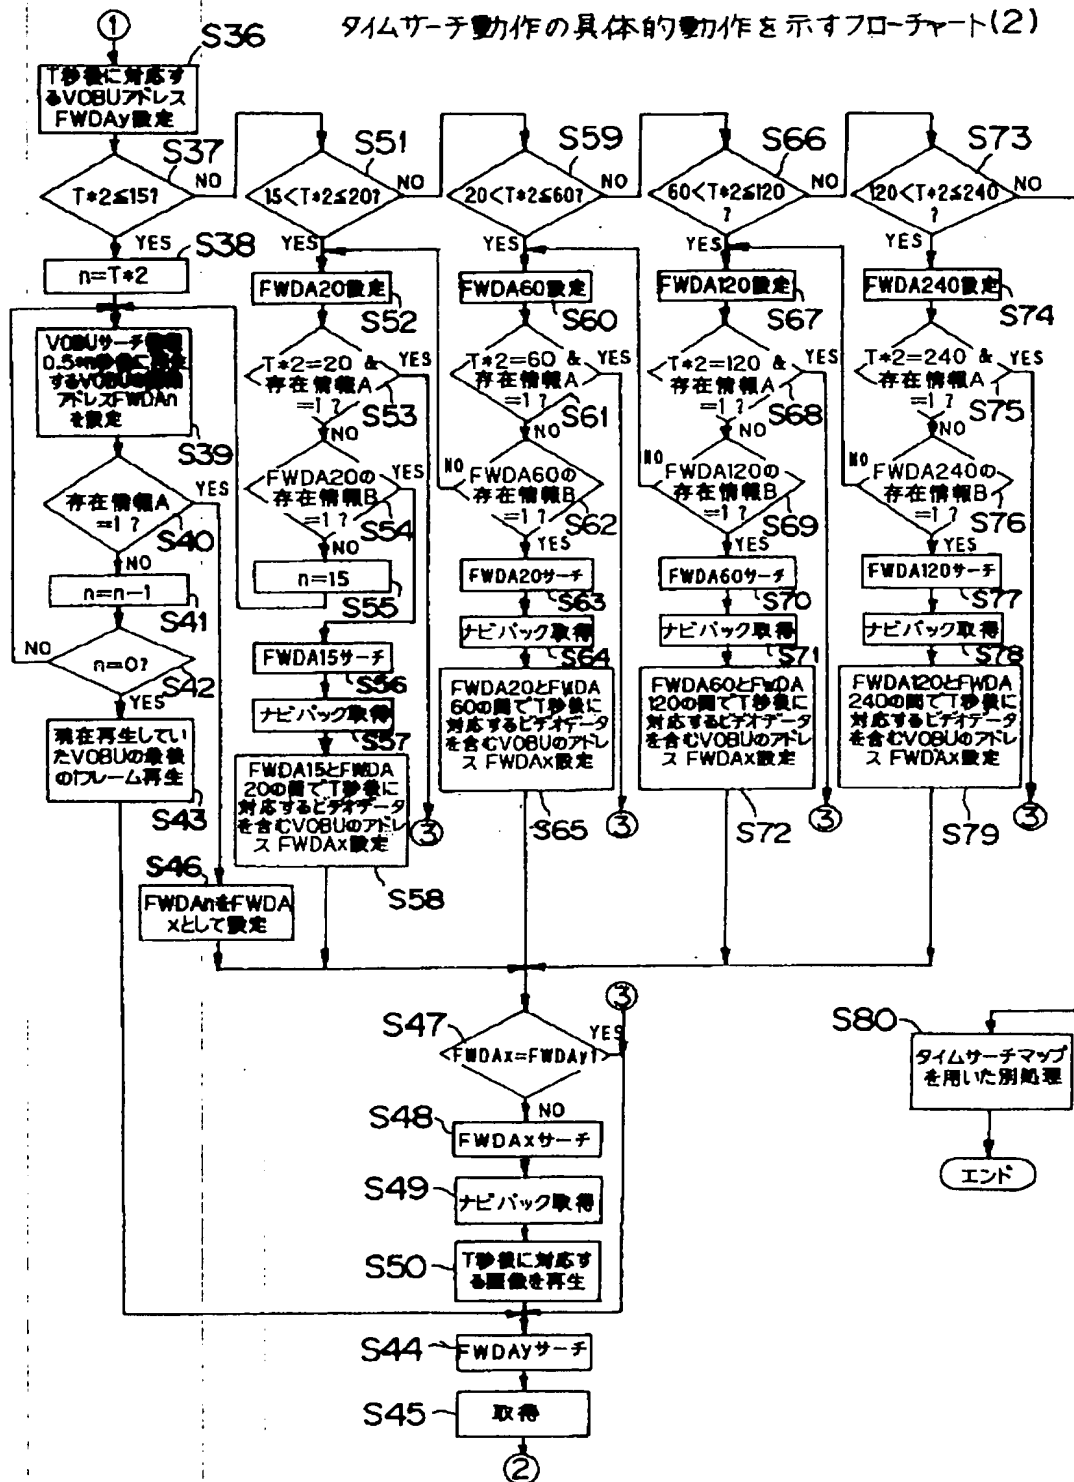 タイムサーチ動作の具体的動作を示すフローチャート(2)
①
S36
T秒後に対応す
るVOBUアドレス
FWDAy設定
S37
T*2≦15?
NO
YES
S38
n=T*2
VOBUサーチ
0.5*n秒後に
するVOBUの
アドレスFWDAn
を設定
S39
存在情報A
=1?
YES
S40
NO
n=n-1
S41
n=0?
NO
S42
YES
現在再生してい
たVOBUの最後
の1フレーム再生
S43
S46
FWDAnをFWDA
xとして設定
S51
15<T*2≦20?
NO
YES
FWDA20設定
S52
T*2=20 &
存在情報A
=1?
YES
S53
NO
FWDA20の
存在情報B
=1?
YES
S54
NO
n=15
S55
FWDA15サーチ
S56
ナビパック取得
S57
FWDA15とFWDA
20の間でT秒後に
対応するビデオデータ
を含むVOBUのアドレ
ス FWDAx設定
S58
③
S59
20<T*2≦60?
NO
YES
FWDA60設定
S60
T*2=60 &
存在情報A
=1?
YES
S61
NO
FWDA60の
存在情報B
=1?
NO
S62
YES
FWDA20サーチ
S63
ナビパック取得
S64
FWDA20とFWDA
60の間でT秒後に
対応するビデオデータ
を含むVOBUのアドレ
ス FWDAx設定
S65
③
S66
60<T*2≦120
?
NO
YES
FWDA120設定
S67
T*2=120 &
存在情報A
=1?
YES
S68
NO
FWDA120の
存在情報B
=1?
NO
S69
YES
FWDA60サーチ
S70
ナビパック取得
S71
FWDA60とFWDA
120の間でT秒後に
対応するビデオデータ
を含むVOBUのアドレ
ス FWDAx設定
S72
③
S73
120<T*2≦240
?
NO
YES
FWDA240設定
S74
T*2=240 &
存在情報A
=1?
YES
S75
NO
FWDA240の
存在情報B
=1?
NO
S76
YES
FWDA120サーチ
S77
ナビパック取得
S78
FWDA120とFWDA
240の間でT秒後に
対応するビデオデータ
を含むVOBUのアドレ
ス FWDAx設定
S79
③
③
S47
FWDAx=FWDAy?
YES
NO
S48
FWDAxサーチ
S49
ナビパック取得
S50
T秒後に対応す
る画像を再生
S44
FWDAyサーチ
S45
取得
②
S80
タイムサーチマップ
を用いた別処理
エンド